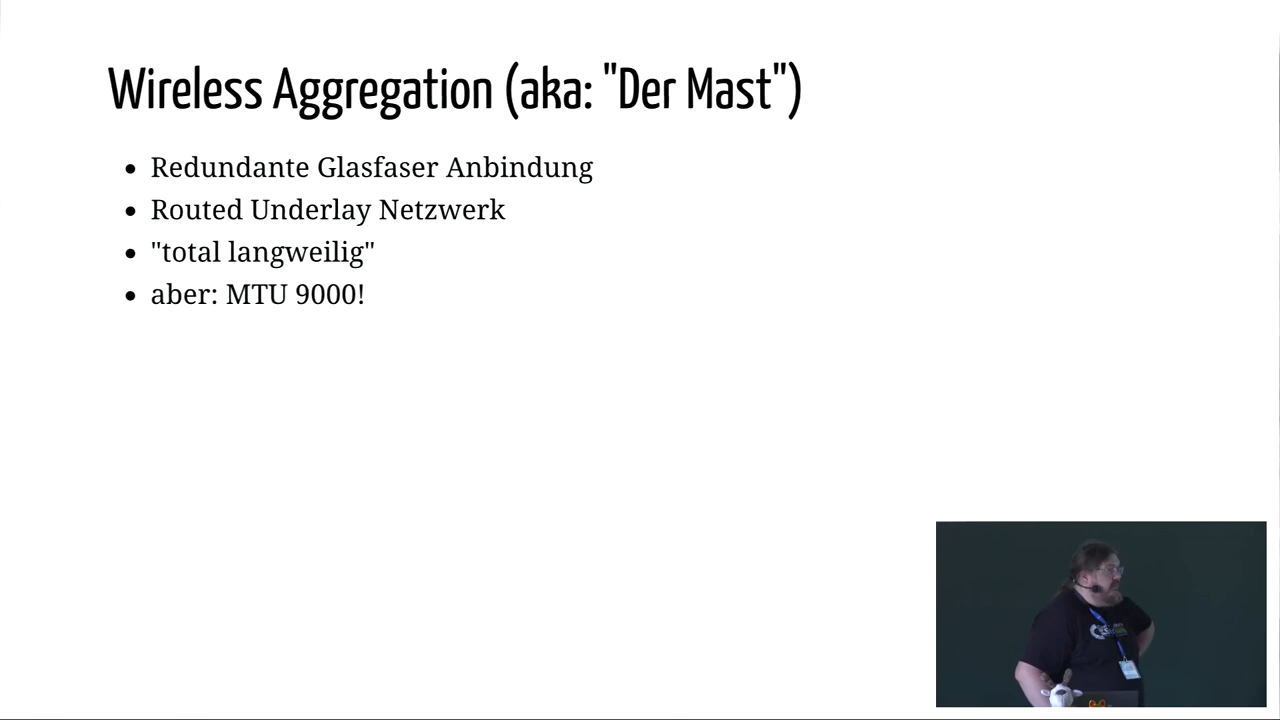 Wireless Aggregation (aka: "Der Mast")
Redundante Glasfaser Anbindung
Routed Underlay Netzwerk
"total langweilig"
aber: MTU 9000!